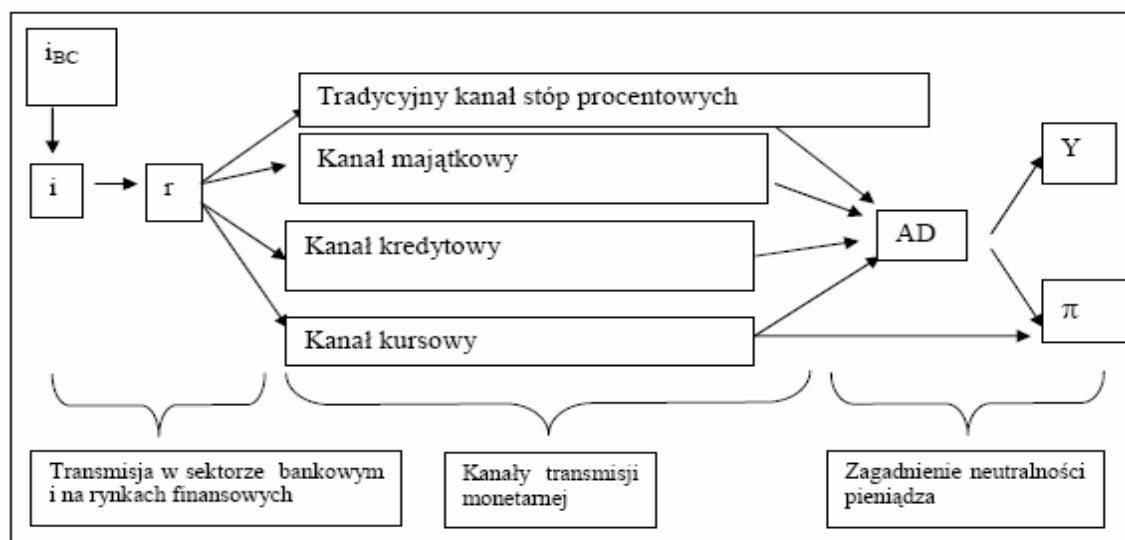 i_BC
Tradycyjny kanał stóp procentowych
Kanał majątkowy
Y
i
r
Kanał kredytowy
AD
Kanał kursowy
π
Transmisja w sektorze bankowym
i na rynkach finansowych
Kanały transmisji
monetarnej
Zagadnienie neutralności
pieniądza